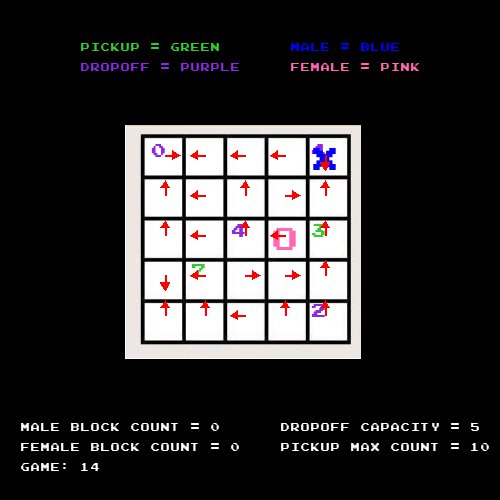 PICKUP = GREEN MALE = BLUE
DROPOFF = PURPLE FEMALE = PINK
0
4 3
7
2
MALE BLOCK COUNT = 0 DROPOFF CAPACITY = 5
FEMALE BLOCK COUNT = 0 PICKUP MAX COUNT = 10
GAME: 14